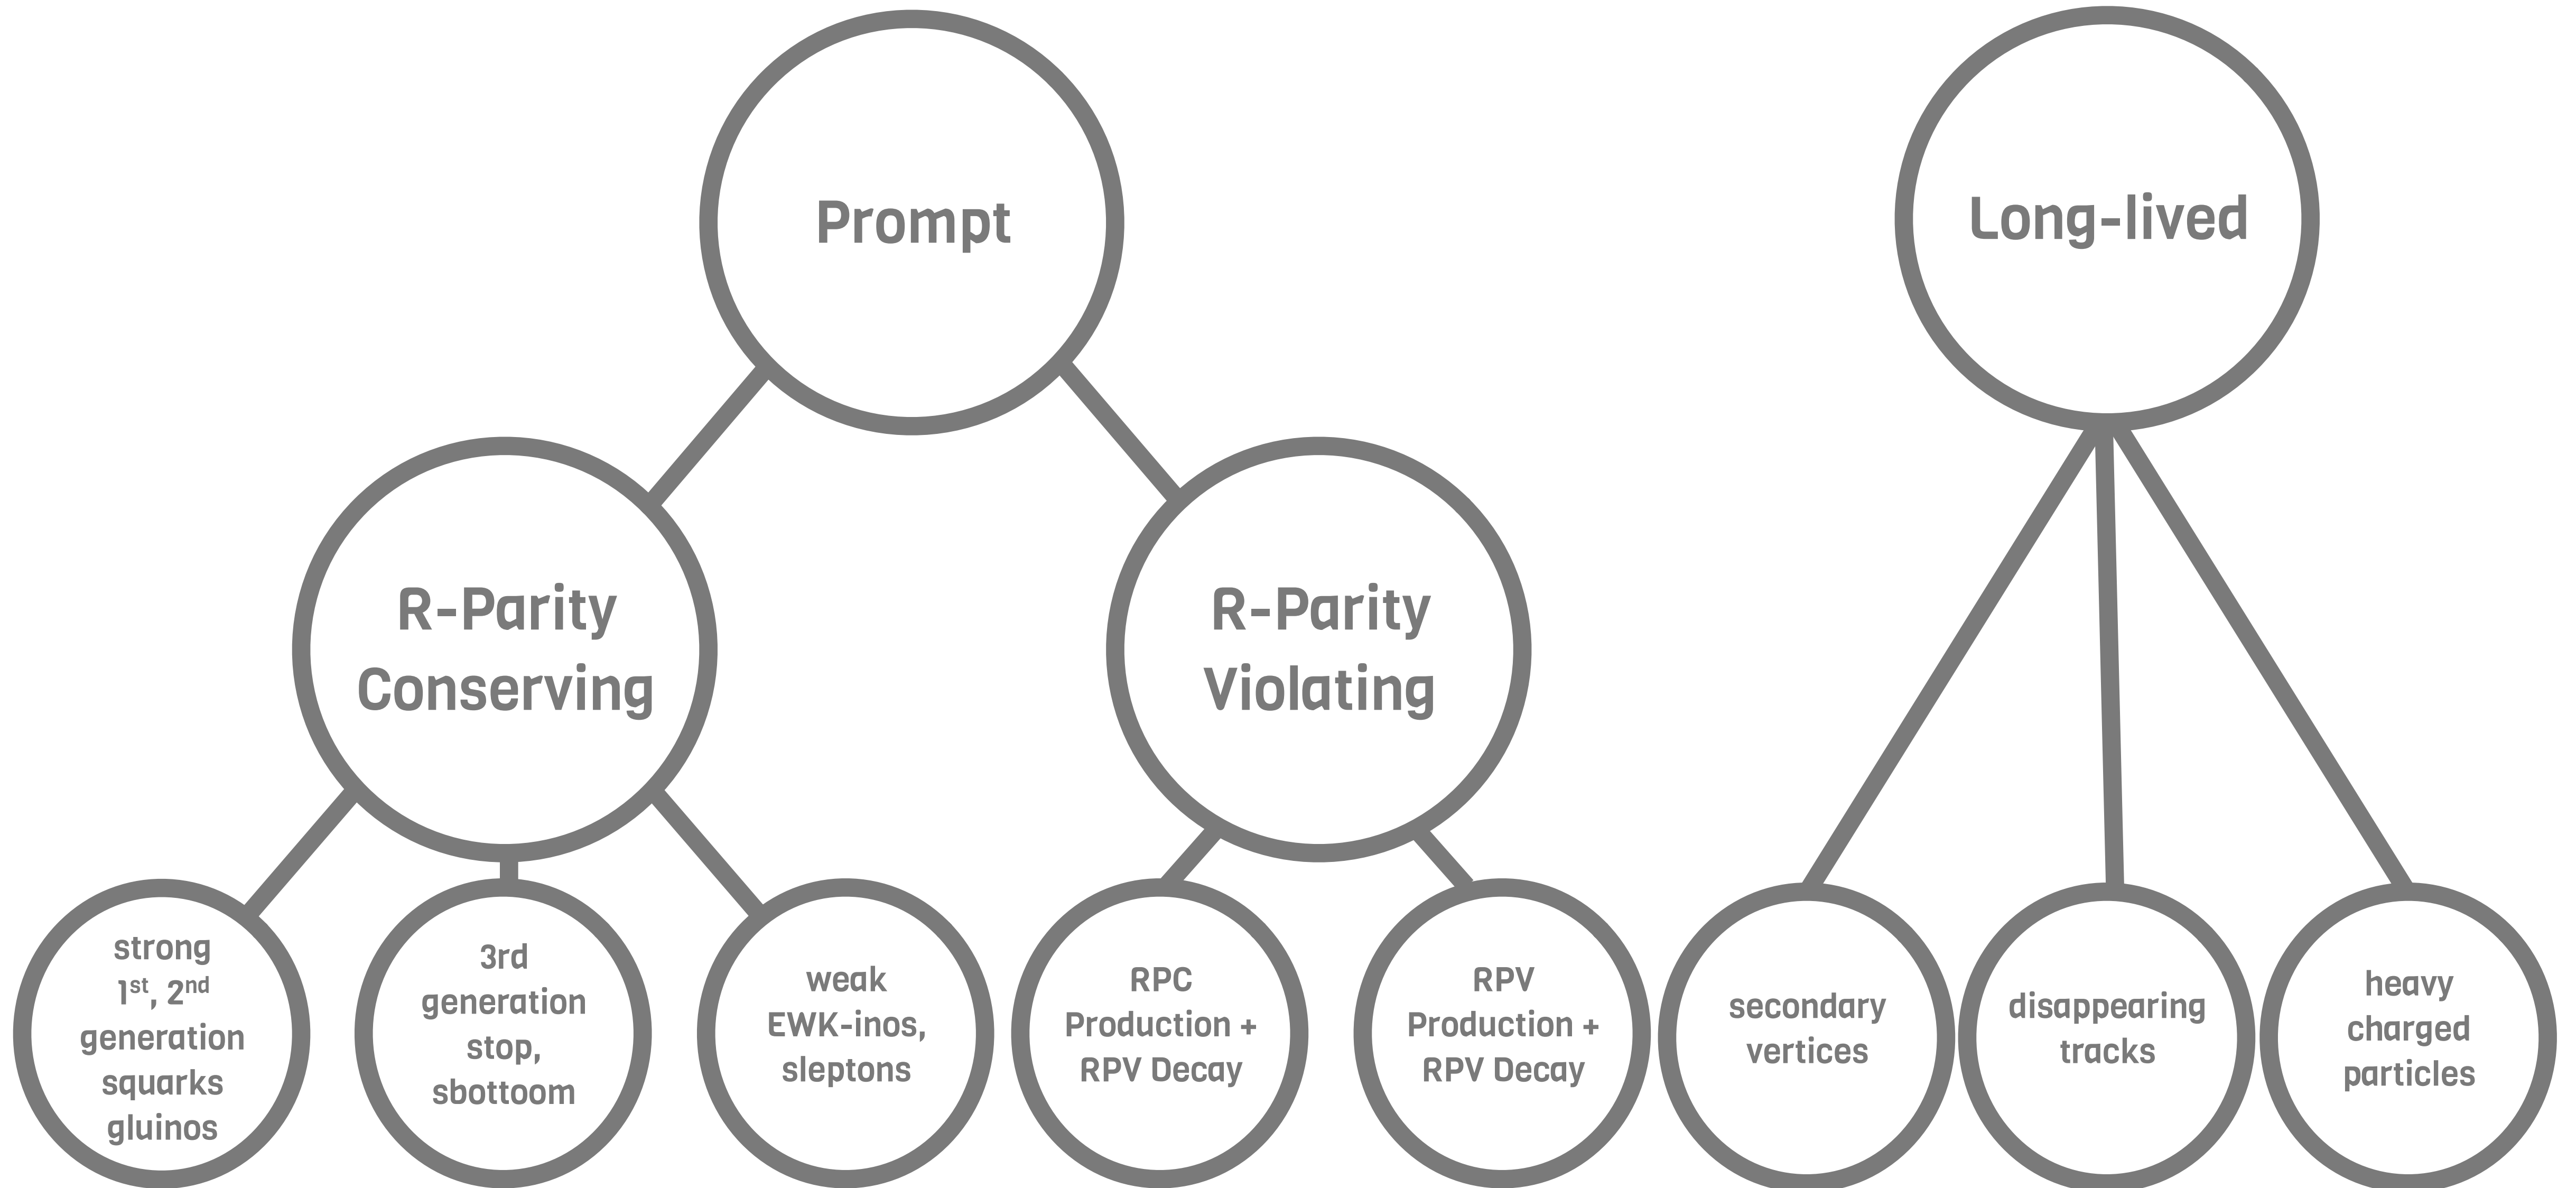 Prompt
Long-lived
R-Parity
Conserving
R-Parity
Violating
strong
1st, 2nd
generation
squarks
gluinos
3rd
generation
stop,
sbottoom
weak
EWK-inos,
sleptons
RPC
Production +
RPV Decay
RPV
Production +
RPV Decay
secondary
vertices
disappearing
tracks
heavy
charged
particles